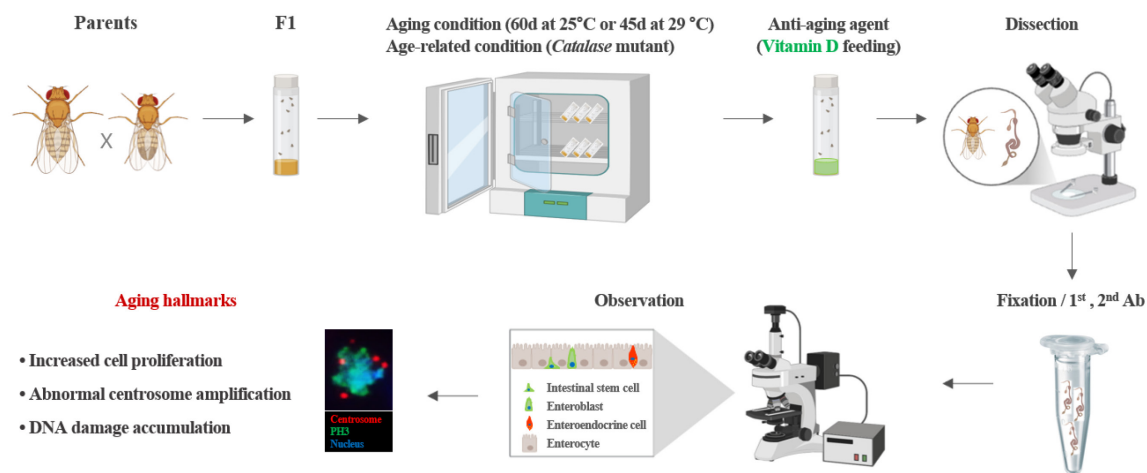 Parents
F1
Aging condition (60d at 25°C or 45d at 29 °C)
Age-related condition (Catalase mutant)
Anti-aging agent
(Vitamin D feeding)
Dissection
X
Fixation / 1st , 2nd Ab
Observation
Intestinal stem cell
Enteroblast
Enteroendocrine cell
Enterocyte
Centrosome
PH3
Nucleus
Aging hallmarks
• Increased cell proliferation
• Abnormal centrosome amplification
• DNA damage accumulation